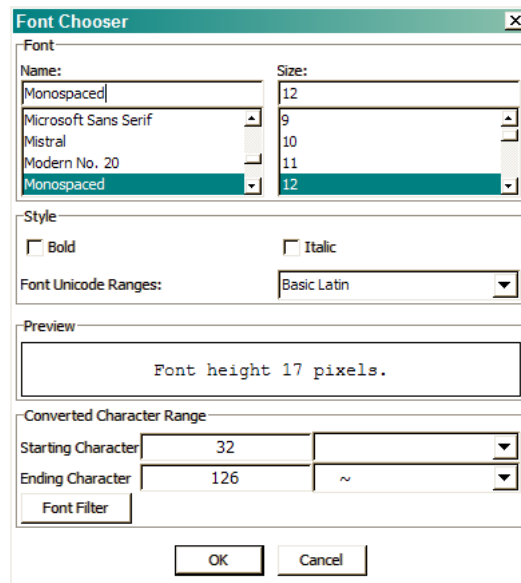 Font Chooser
Font
Name: Size:
Monospaced 12
Microsoft Sans Serif 9
Mistral 10
Modern No. 20 11
Monospaced 12
Style
Bold Italic
Font Unicode Ranges: Basic Latin
Preview
Font height 17 pixels.
Converted Character Range
Starting Character 32
Ending Character 126 ~
Font Filter
OK Cancel